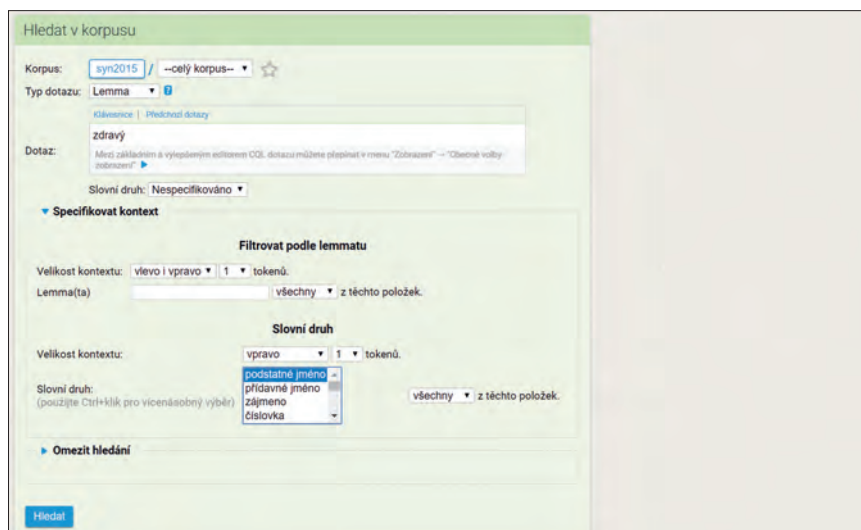 Hledat v korpusu
Korpus: syn2015 / --celý korpus--
Typ dotazu: Lemma ?
Klávesnice | Předchozí dotazy
zdravý
Dotaz:
Mezi základním a vylepšeným editorem CQL dotazu můžete přepínat v menu "Zobrazení" -- "Obecné volby
zobrazení"
Slovní druh: Nespecifikováno
Specifikovat kontext
Filtrovat podle lemmatu
Velikost kontextu: vlevo i vpravo 1 tokenů.
Lemma(ta) všechny z těchto položek.
Slovní druh
Velikost kontextu: vpravo 1 tokenů.
podstatné jméno
Slovní druh: přídavné jméno
(použijte Ctrl+klik pro vícenásobný výběr) zájmeno všechny z těchto položek.
číslovka
Omezit hledání
Hledat